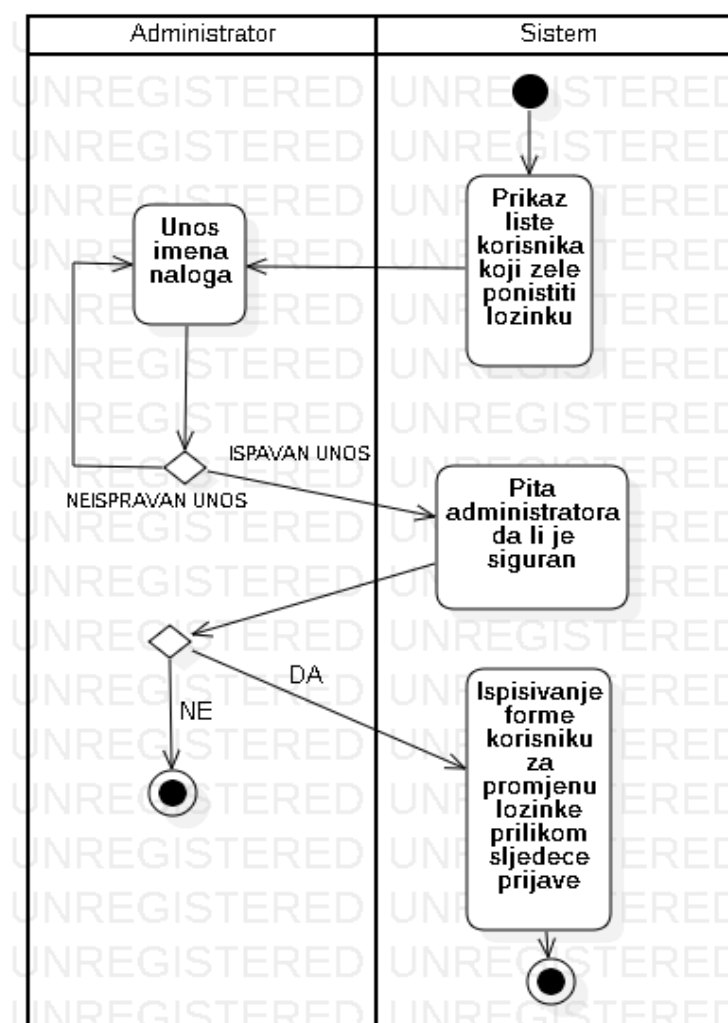 Administrator
Sistem
Prikaz
liste
korisnika
koji zele
ponistiti
lozinku
Unos
imena
naloga
ISPAVAN UNOS
NEISPRAVAN UNOS
Pita
administratora
da li je
siguran
DA
NE
Ispisivanje
forme
korisniku
za
promjenu
lozinke
prilikom
sljedece
prijave
UNREGISTERED